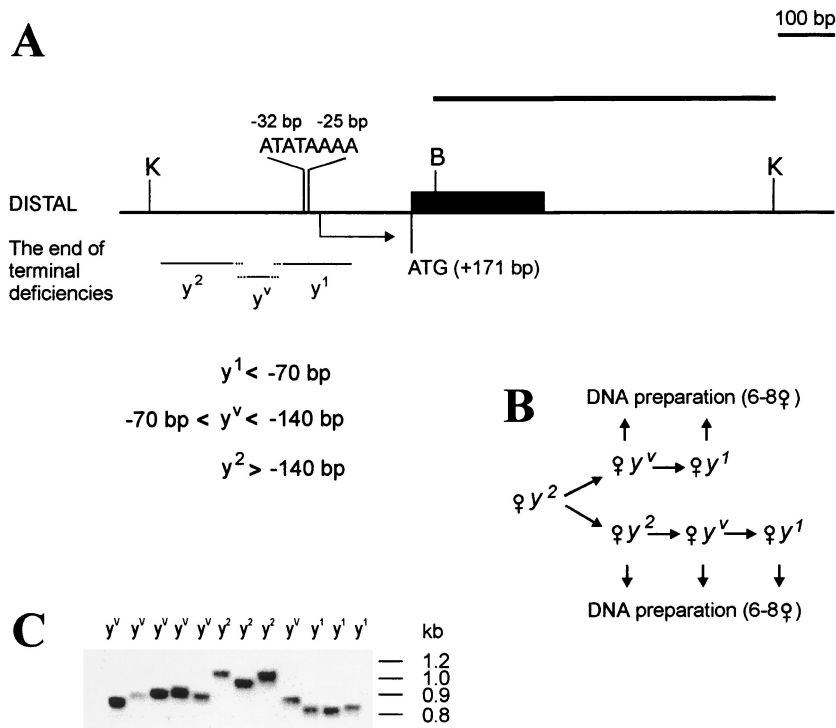 A
100 bp
-32 bp -25 bp
ATATAAAA
K B K
DISTAL
ATG (+171 bp)
The end of
terminal
deficiencies
y² yᵛ y¹
y¹ < -70 bp
-70 bp < yᵛ < -140 bp
y² > -140 bp
B
DNA preparation (6-8♀)
♀yᵛ → ♀y¹
♀y²
♀y² → ♀yᵛ → ♀y¹
DNA preparation (6-8♀)
C
yᵛ yᵛ yᵛ yᵛ yᵛ y² y² y² yᵛ y¹ y¹ y¹ kb
1.2
1.0
0.9
0.8